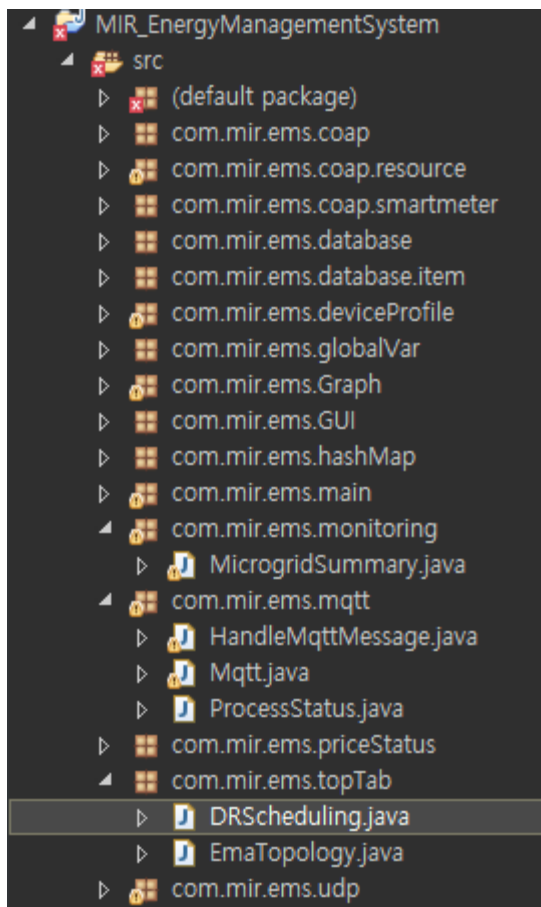 MIR_EnergyManagementSystem
src
(default package)
com.mir.ems.coap
com.mir.ems.coap.resource
com.mir.ems.coap.smartmeter
com.mir.ems.database
com.mir.ems.database.item
com.mir.ems.deviceProfile
com.mir.ems.globalVar
com.mir.ems.Graph
com.mir.ems.GUI
com.mir.ems.hashMap
com.mir.ems.main
com.mir.ems.monitoring
MicrogridSummary.java
com.mir.ems.mqtt
HandleMqttMessage.java
Mqtt.java
ProcessStatus.java
com.mir.ems.priceStatus
com.mir.ems.topTab
DRScheduling.java
EmaTopology.java
com.mir.ems.udp